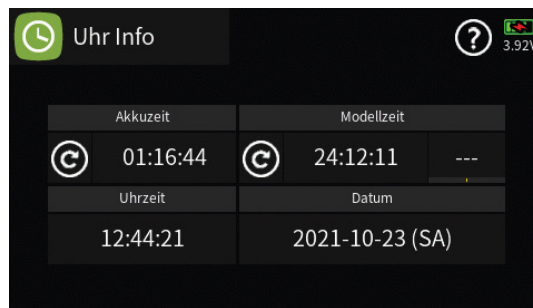 Uhr Info
? 3.92V
Akkuzeit Modellzeit
01:16:44 24:12:11 ---
Uhrzeit Datum
12:44:21 2021-10-23 (SA)